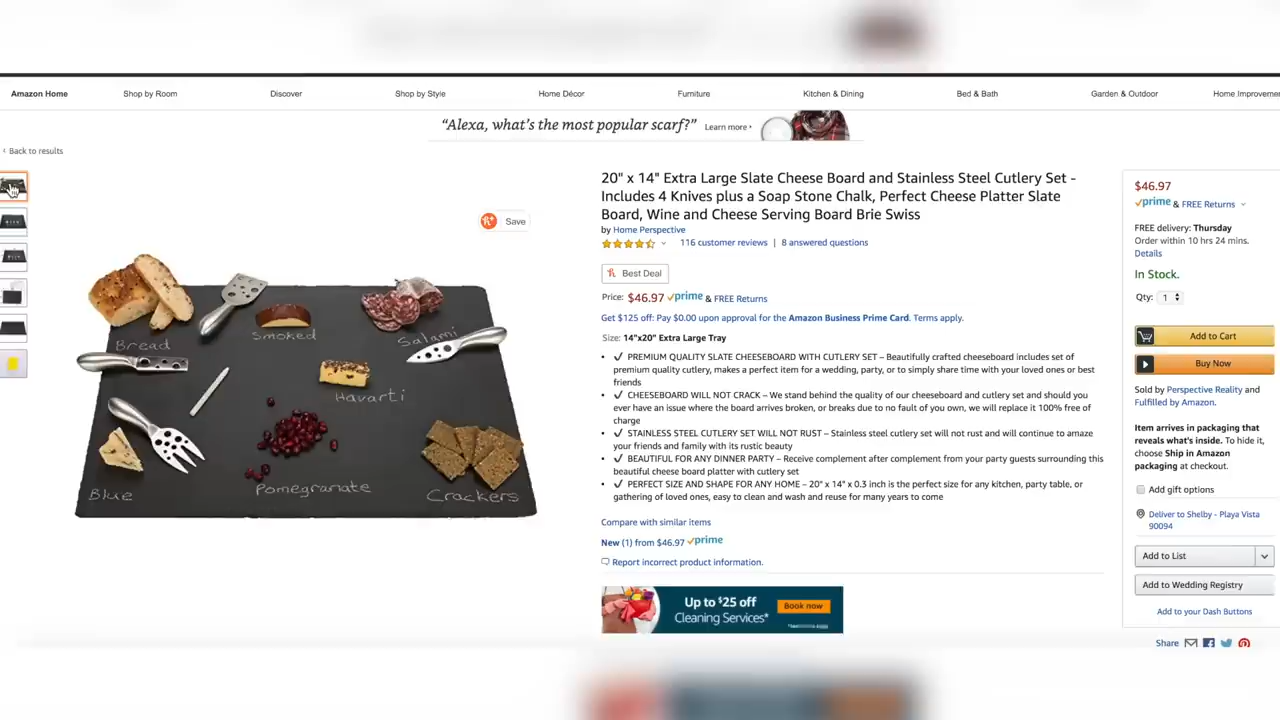 Amazon Home Shop by Room Discover Shop by Style Home Décor Furniture Kitchen & Dining Bed & Bath Garden & Outdoor Home Improveme
“Alexa, what’s the most popular scarf?” Learn more ›
‹ Back to results
Save
Bread
Smoked
Salami
Havarti
Blue
Pomegranate
Crackers
20" x 14" Extra Large Slate Cheese Board and Stainless Steel Cutlery Set -
Includes 4 Knives plus a Soap Stone Chalk, Perfect Cheese Platter Slate
Board, Wine and Cheese Serving Board Brie Swiss
by Home Perspective
116 customer reviews | 8 answered questions
Best Deal
Price: $46.97 prime & FREE Returns
Get $125 off: Pay $0.00 upon approval for the Amazon Business Prime Card. Terms apply.
Size: 14"x20" Extra Large Tray
• ✓ PREMIUM QUALITY SLATE CHEESEBOARD WITH CUTLERY SET – Beautifully crafted cheeseboard includes set of
premium quality cutlery, makes a perfect item for a wedding, party, or to simply share time with your loved ones or best
friends
• ✓ CHEESEBOARD WILL NOT CRACK – We stand behind the quality of our cheeseboard and cutlery set and should you
ever have an issue where the board arrives broken, or breaks due to no fault of you own, we will replace it 100% free of
charge
• ✓ STAINLESS STEEL CUTLERY SET WILL NOT RUST – Stainless steel cutlery set will not rust and will continue to amaze
your friends and family with its rustic beauty
• ✓ BEAUTIFUL FOR ANY DINNER PARTY – Receive complement after complement from your party guests surrounding this
beautiful cheese board platter with cutlery set
• ✓ PERFECT SIZE AND SHAPE FOR ANY HOME – 20" x 14" x 0.3 inch is the perfect size for any kitchen, party table, or
gathering of loved ones, easy to clean and wash and reuse for many years to come
Compare with similar items
New (1) from $46.97 prime
Report incorrect product information.
Up to $25 off
Cleaning Services*
Book now
$46.97
prime & FREE Returns
FREE delivery: Thursday
Order within 10 hrs 24 mins.
Details
In Stock.
Qty: 1
Add to Cart
Buy Now
Sold by Perspective Reality and
Fulfilled by Amazon.
Item arrives in packaging that
reveals what's inside. To hide it,
choose Ship in Amazon
packaging at checkout.
Add gift options
Deliver to Shelby - Playa Vista
90094
Add to List
Add to Wedding Registry
Add to your Dash Buttons
Share